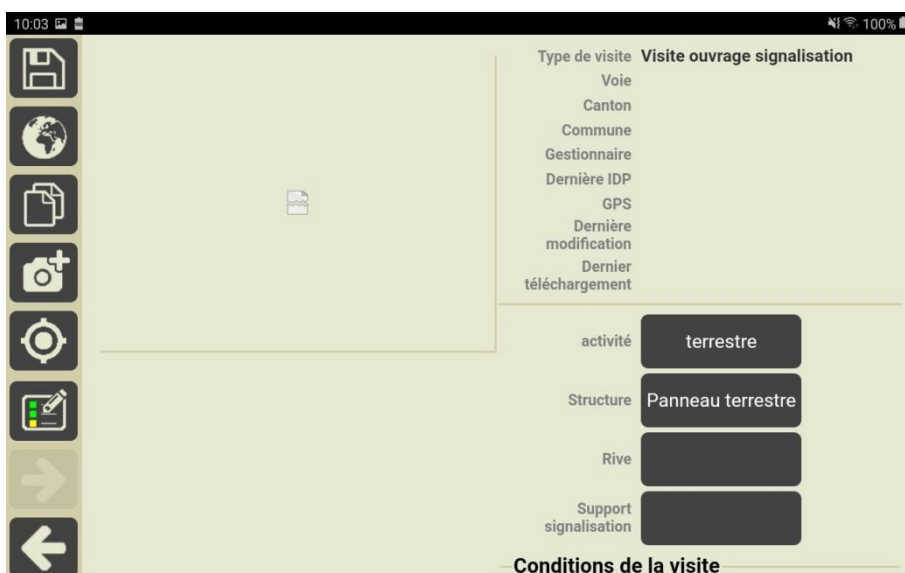 10:03
100%
Type de visite Visite ouvrage signalisation
Voie
Canton
Commune
Gestionnaire
Dernière IDP
GPS
Dernière
modification
Dernier
téléchargement
activité terrestre
Structure Panneau terrestre
Rive
Support
signalisation
Conditions de la visite